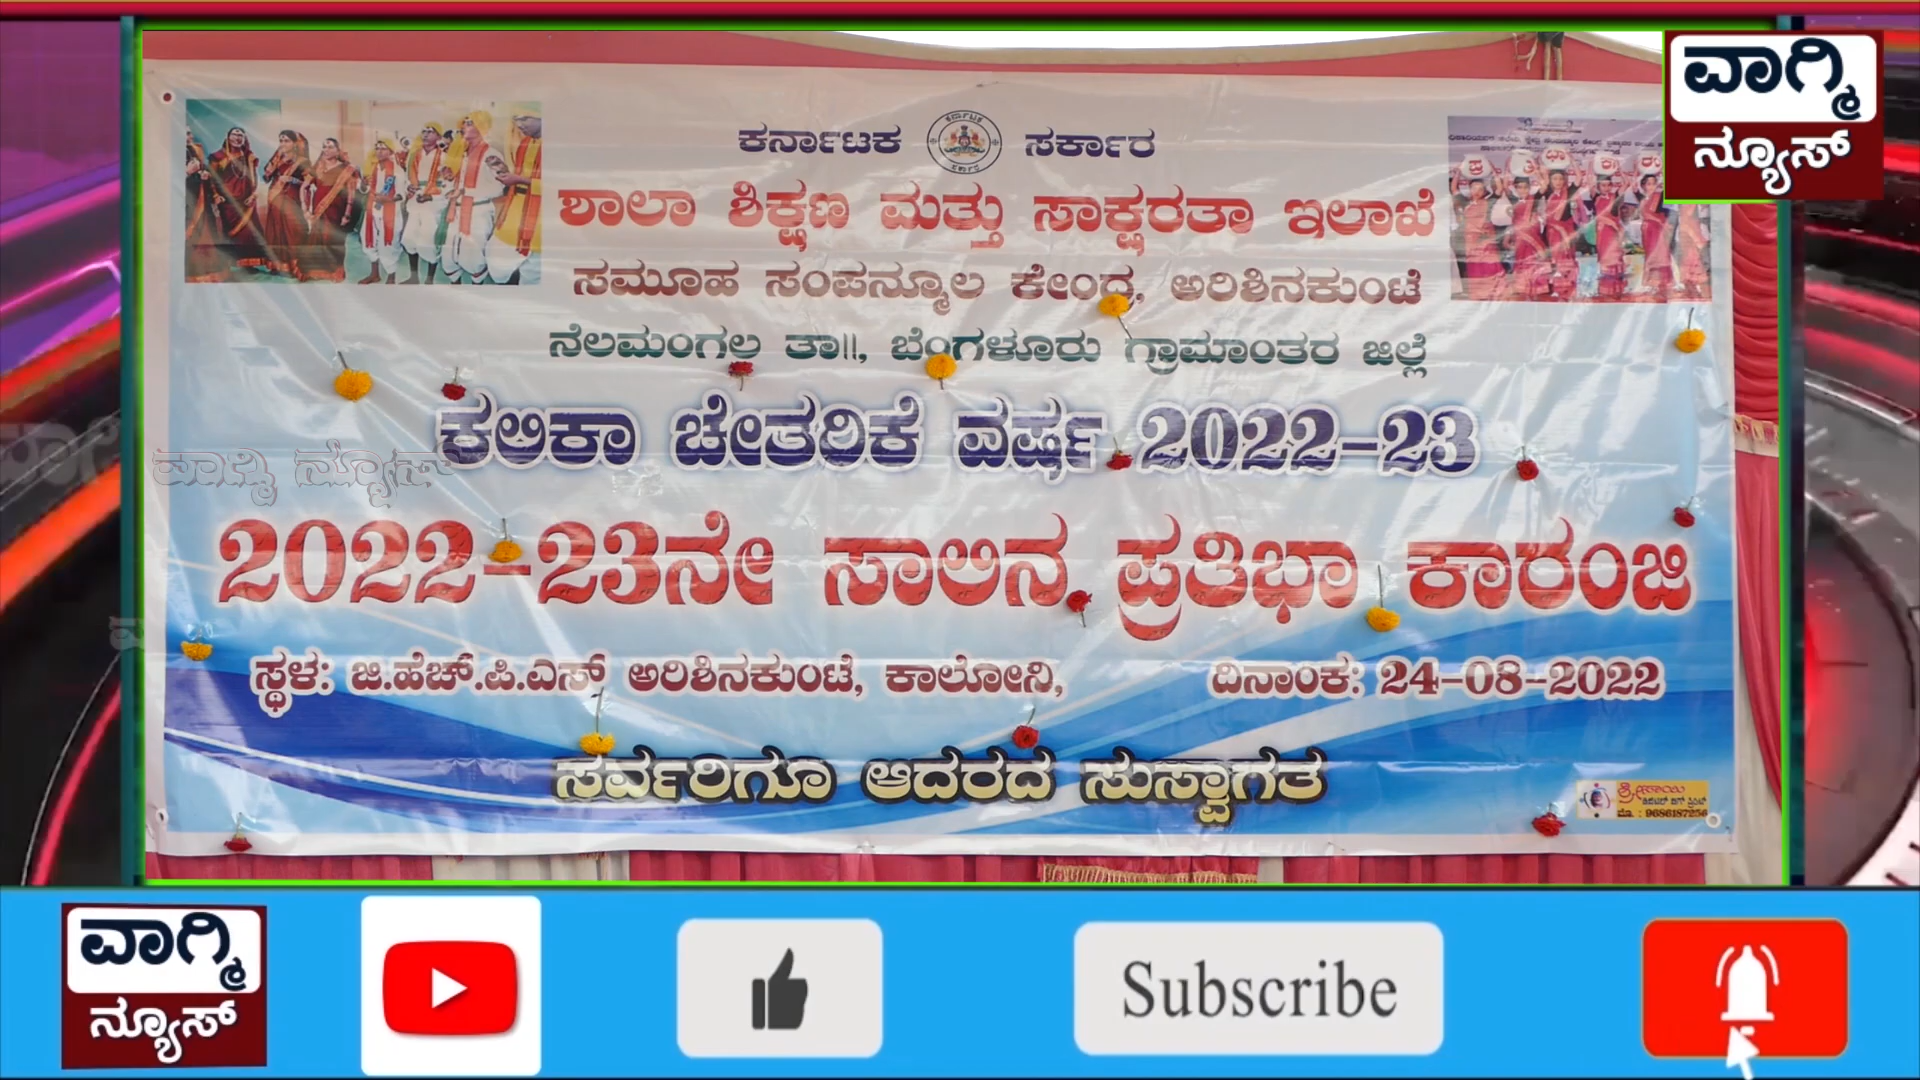 ವಾಗ್ಮಿ
ನ್ಯೂಸ್
ಕರ್ನಾಟಕ ಸರ್ಕಾರ
ಶಾಲಾ ಶಿಕ್ಷಣ ಮತ್ತು ಸಾಕ್ಷರತಾ ಇಲಾಖೆ
ಸಮೂಹ ಸಂಪನ್ಮೂಲ ಕೇಂದ್ರ, ಅರಿಶಿನಕುಂಟೆ
ನೆಲಮಂಗಲ ತಾ||, ಬೆಂಗಳೂರು ಗ್ರಾಮಾಂತರ ಜಿಲ್ಲೆ
ಕಲಿಕಾ ಚೇತರಿಕೆ ವರ್ಷ 2022-23
ವಾಗ್ಮಿ ನ್ಯೂಸ್
2022-23ನೇ ಸಾಲಿನ ಪ್ರತಿಭಾ ಕಾರಂಜಿ
ಸ್ಥಳ: ಜಿ.ಹೆಚ್.ಪಿ.ಎಸ್ ಅರಿಶಿನಕುಂಟೆ, ಕಾಲೋನಿ, ದಿನಾಂಕ: 24-08-2022
ಸರ್ವರಿಗೂ ಆದರದ ಸುಸ್ವಾಗತ
ಮೊ. : 9686187256
ವಾಗ್ಮಿ
ನ್ಯೂಸ್
Subscribe